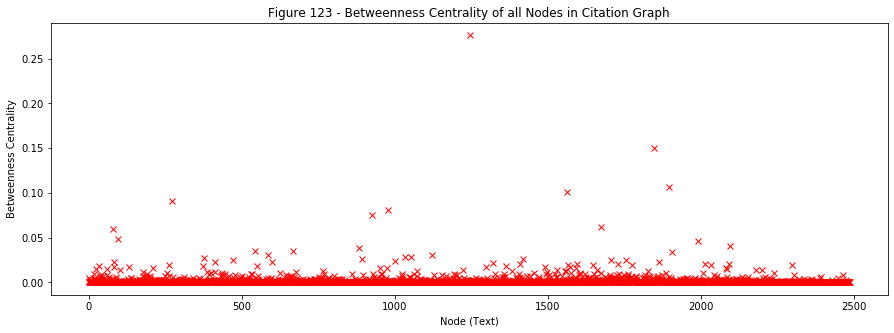 Figure 123 - Betweenness Centrality of all Nodes in Citation Graph
Betweenness Centrality
0.25
0.20
0.15
0.10
0.05
0.00
0 500 1000 1500 2000 2500
Node (Text)